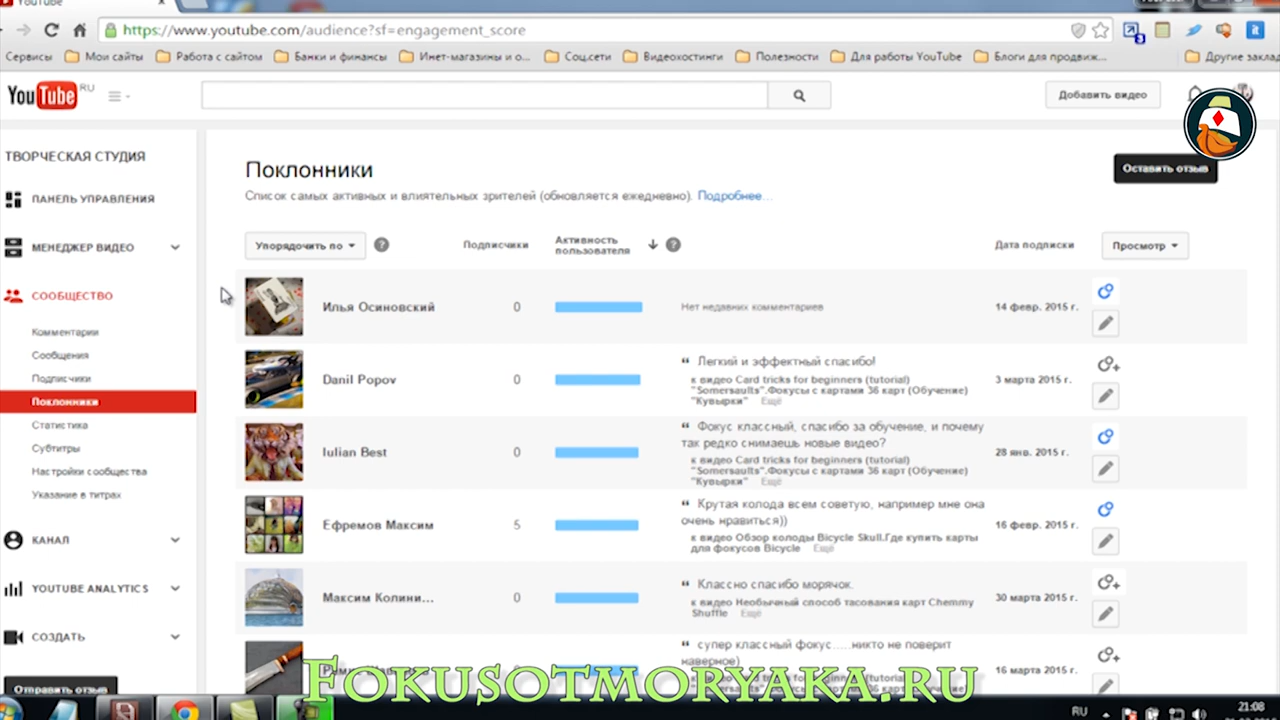 YouTube
https://www.youtube.com/audience?sf=engagement_score
Сервисы Мои сайты Работа с сайтом Банки и финансы Инет-магазины и о... Соц.сети Видеохостинги Полезности Для работы YouTube Блоги для продвиж... Другие заклад
YouTube RU
Добавить видео
ТВОРЧЕСКАЯ СТУДИЯ
ПАНЕЛЬ УПРАВЛЕНИЯ
МЕНЕДЖЕР ВИДЕО
СООБЩЕСТВО
Комментарии
Сообщения
Подписчики
Поклонники
Статистика
Субтитры
Настройки сообщества
Указание в титрах
КАНАЛ
YOUTUBE ANALYTICS
СОЗДАТЬ
Отправить отзыв
Поклонники
Оставить отзыв
Список самых активных и влиятельных зрителей (обновляется ежедневно). Подробнее...
Упорядочить по ? Подписчики Активность
пользователя ? Дата подписки Просмотр
Илья Осиновский 0 Нет недавних комментариев 14 февр. 2015 г.
Danil Popov 0 3 марта 2015 г.
“ Легкий и эффектный спасибо!
к видео Card tricks for beginners (tutorial)
"Somersaults".Фокусы с картами 36 карт (Обучение)
"Кувырки" Ещё
Iulian Best 0 28 янв. 2015 г.
“ Фокус классный, спасибо за обучение, и почему
так редко снимаешь новые видео?
к видео Card tricks for beginners (tutorial)
"Somersaults".Фокусы с картами 36 карт (Обучение)
"Кувырки" Ещё
Ефремов Максим 5 16 февр. 2015 г.
“ Крутая колода всем советую, например мне она
очень нравиться))
к видео Обзор колоды Bicycle Skull.Где купить карты
для фокусов Bicycle Ещё
Максим Колини... 0 30 марта 2015 г.
“ Классно спасибо морячок.
к видео Необычный способ тасования карт Chemmy
Shuffle Ещё
“ супер классный фокус.....никто не поверит
наверное)
16 марта 2015 г.
Fokusotmoryaka.ru
RU 21:08